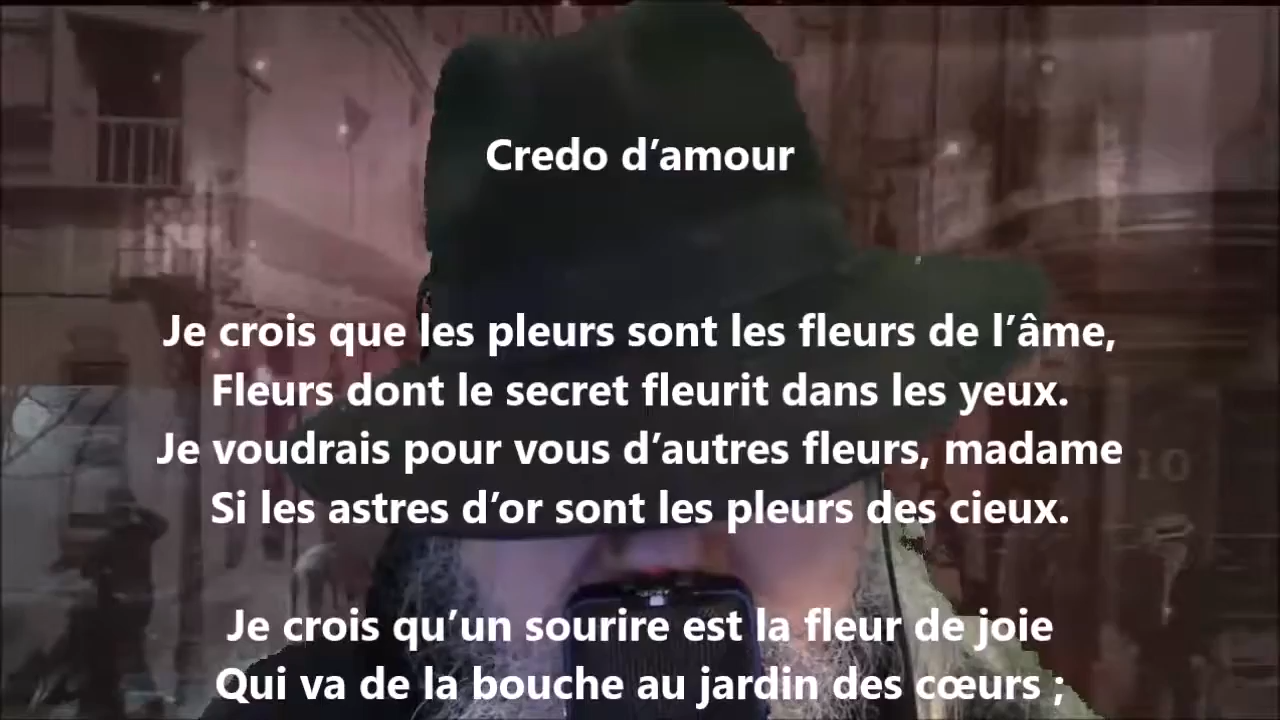 Credo d’amour
Je crois que les pleurs sont les fleurs de l’âme,
Fleurs dont le secret fleurit dans les yeux.
Je voudrais pour vous d’autres fleurs, madame
Si les astres d’or sont les pleurs des cieux.
Je crois qu’un sourire est la fleur de joie
Qui va de la bouche au jardin des cœurs ;
10